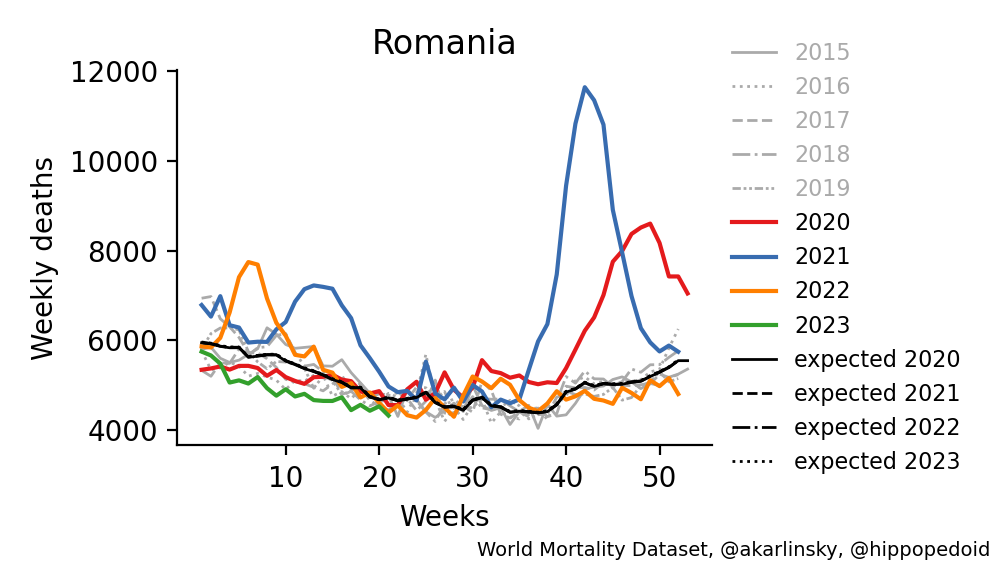 Romania
Weekly deaths
12000
10000
8000
6000
4000
10 20 30 40 50
Weeks
2015
2016
2017
2018
2019
2020
2021
2022
2023
expected 2020
expected 2021
expected 2022
expected 2023
World Mortality Dataset, @akarlinsky, @hippopedoid